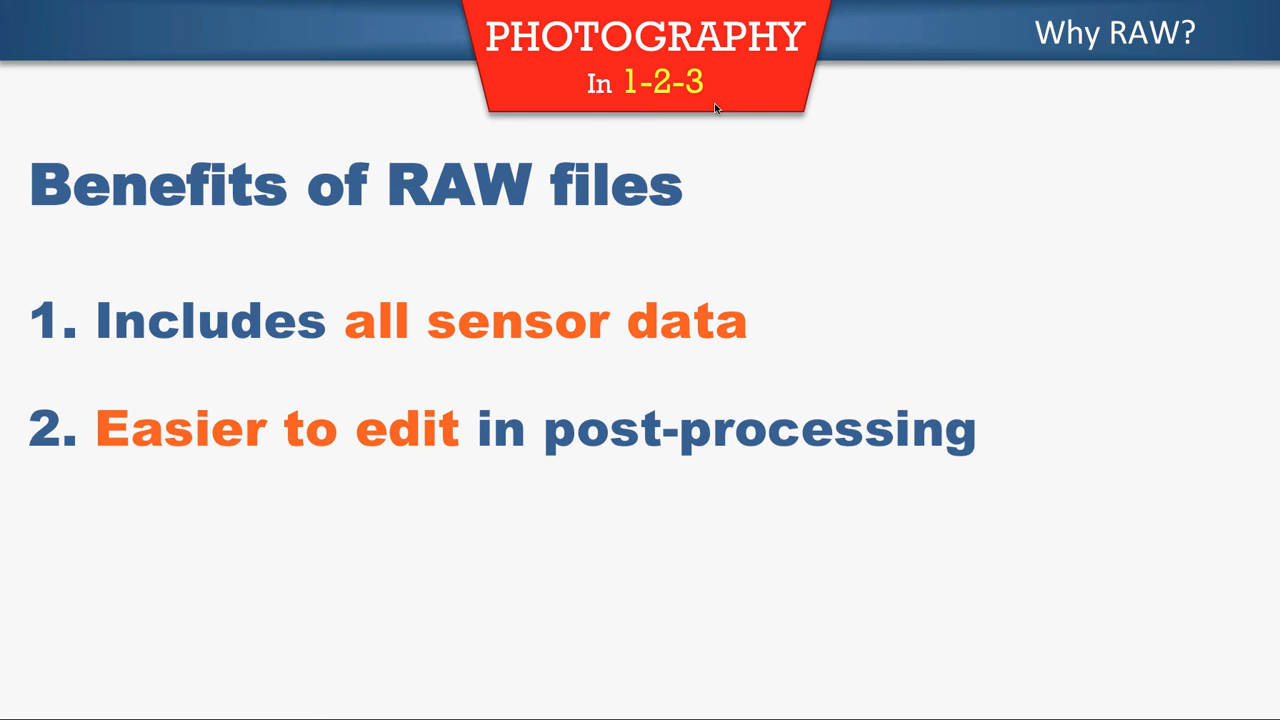 PHOTOGRAPHY
In 1-2-3
Why RAW?
Benefits of RAW files
1. Includes all sensor data
2. Easier to edit in post-processing